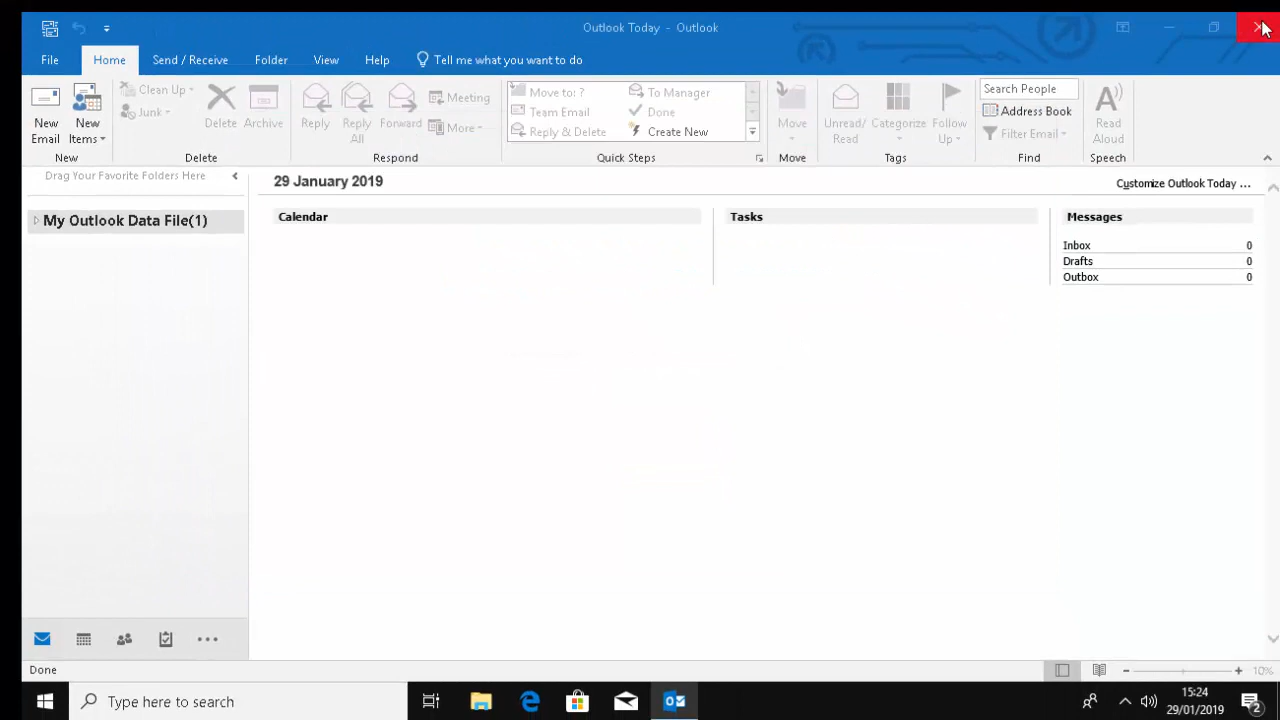 Outlook Today - Outlook
File Home Send / Receive Folder View Help Tell me what you want to do
New Email
New Items
New
Clean Up
Junk
Delete
Archive
Delete
Reply
Reply All
Forward
Meeting
More
Respond
Move to: ?
Team Email
Reply & Delete
To Manager
Done
Create New
Quick Steps
Move
Move
Unread/ Read
Categorize
Follow Up
Tags
Search People
Address Book
Filter Email
Find
Read Aloud
Speech
Drag Your Favorite Folders Here
My Outlook Data File(1)
29 January 2019
Customize Outlook Today ...
Calendar
Tasks
Messages
Inbox 0
Drafts 0
Outbox 0
Done
10%
Type here to search
15:24
29/01/2019
2